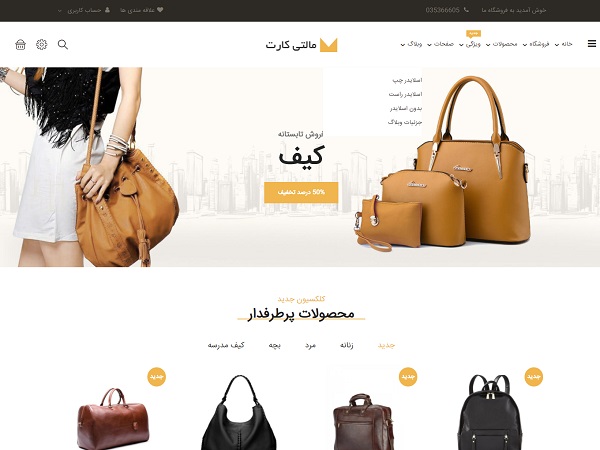 خوش آمدید به فروشگاه ما
035366605
علاقه مندی ها
حساب کاربری
جدید
خانه
فروشگاه
محصولات
ویژگی
صفحات
وبلاگ
مالتی کارت
اسلایدر چپ
اسلایدر راست
بدون اسلایدر
جزئیات وبلاگ
فروش تابستانه
کیف
50% درصد تخفیف
کلکسیون جدید
محصولات پرطرفدار
جدید
زنانه
مرد
بچه
کیف مدرسه
جدید
جدید
جدید